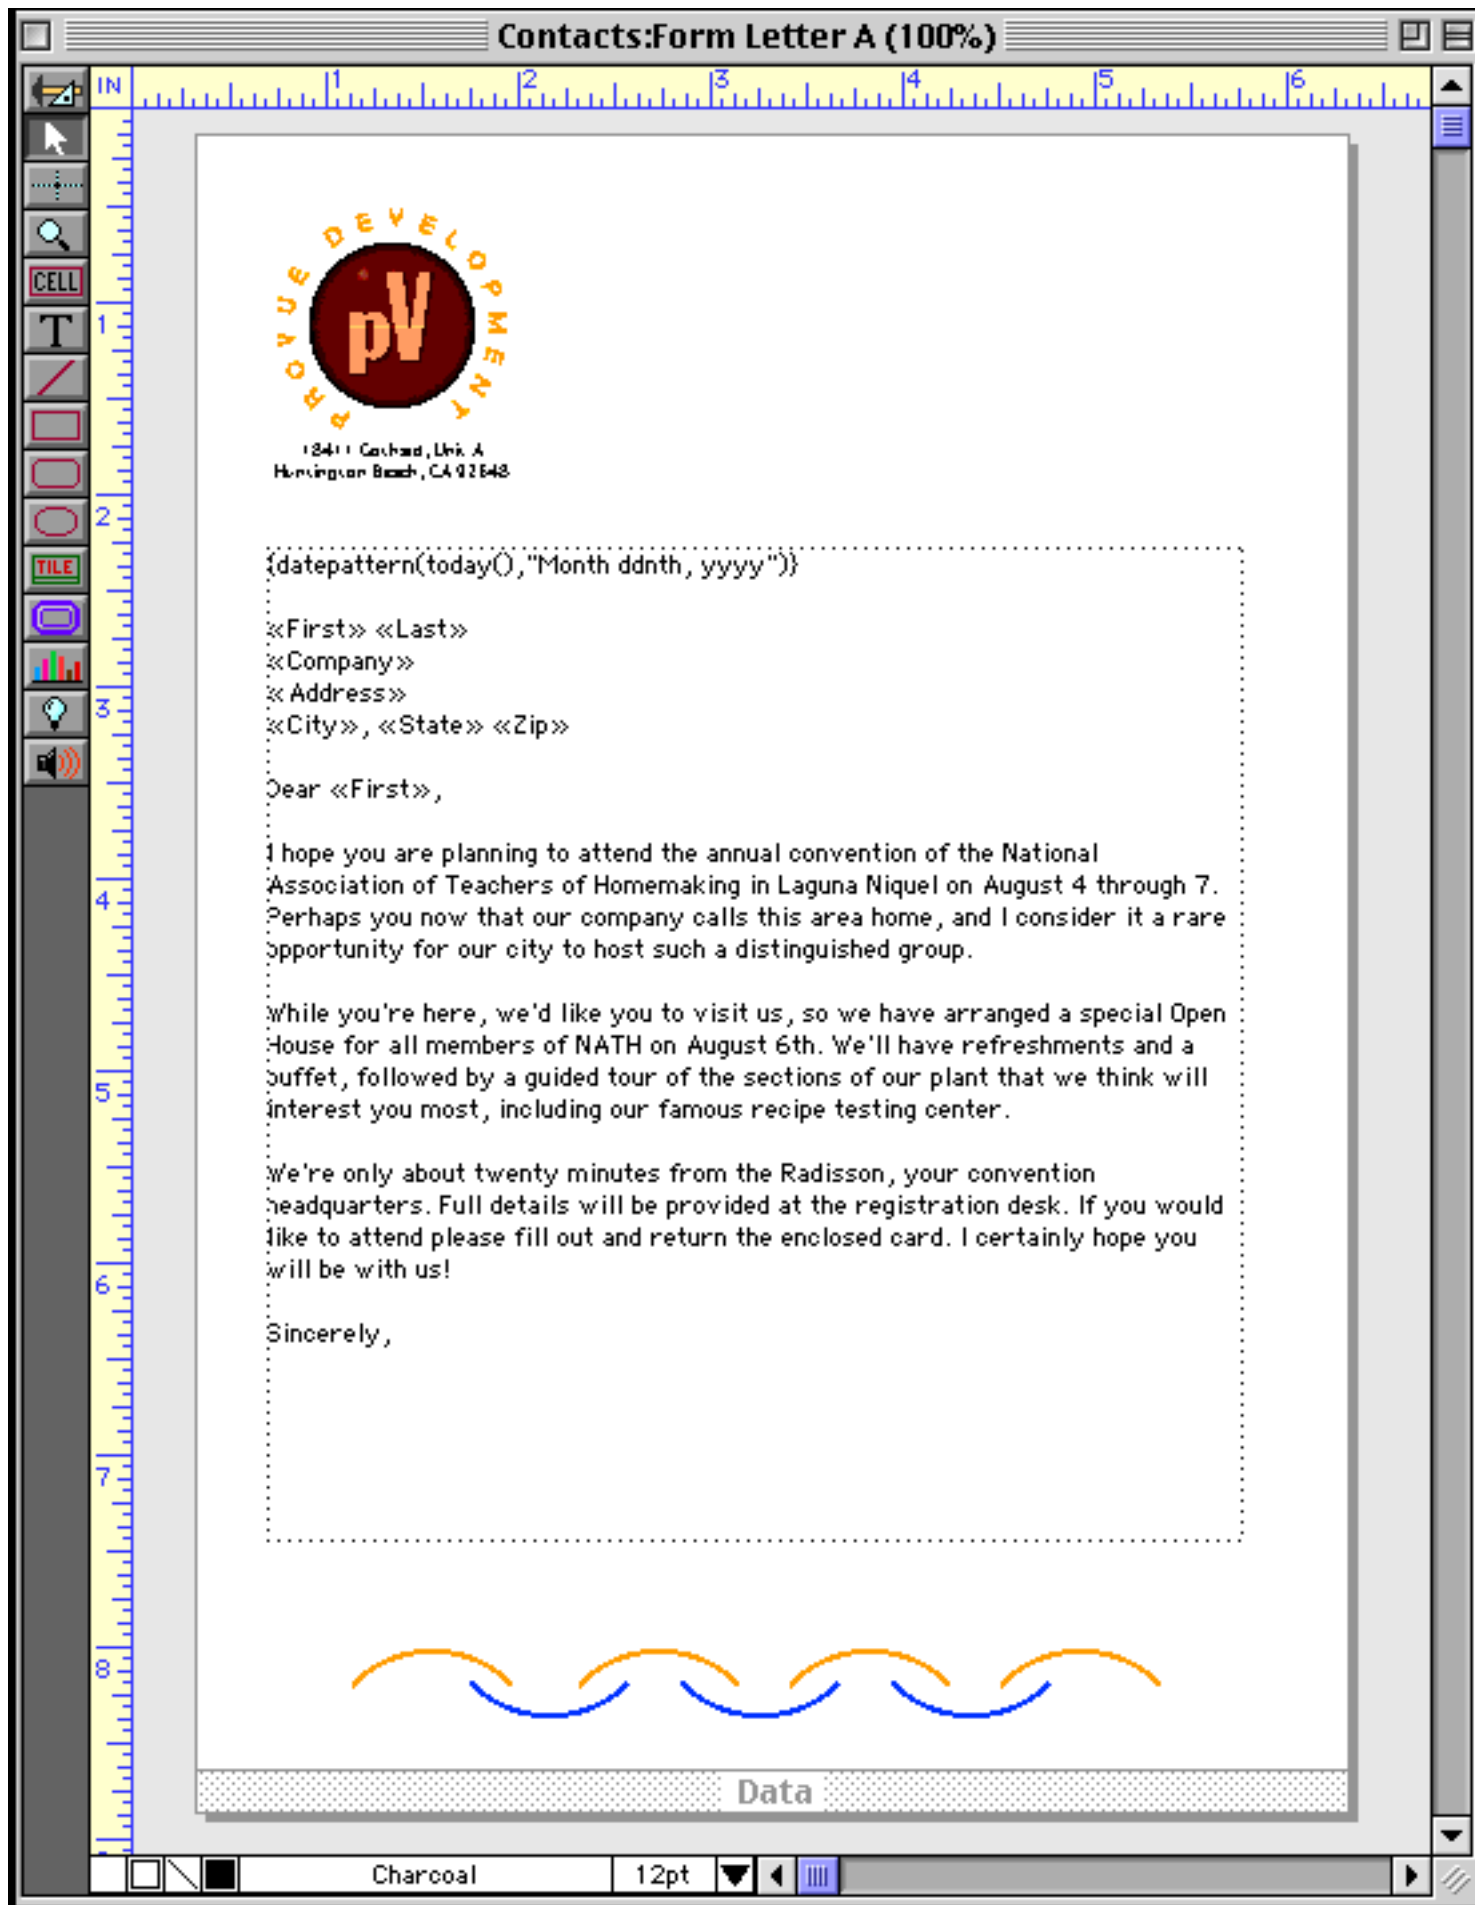 Contacts:Form Letter A (100%)
IN 1 2 3 4 5 6
CELL
T
TILE
1
2
3
4
5
6
7
8
PROVUE DEVELOPMENT
pV
Unit A
Huntington Beach, CA 92648
{datepattern(today(),"Month ddnth, yyyy")}
«First» «Last»
«Company»
«Address»
«City», «State» «Zip»
Dear «First»,
I hope you are planning to attend the annual convention of the National
Association of Teachers of Homemaking in Laguna Niquel on August 4 through 7.
Perhaps you now that our company calls this area home, and I consider it a rare
opportunity for our city to host such a distinguished group.
While you're here, we'd like you to visit us, so we have arranged a special Open
House for all members of NATH on August 6th. We'll have refreshments and a
buffet, followed by a guided tour of the sections of our plant that we think will
interest you most, including our famous recipe testing center.
We're only about twenty minutes from the Radisson, your convention
headquarters. Full details will be provided at the registration desk. If you would
like to attend please fill out and return the enclosed card. I certainly hope you
will be with us!
Sincerely,
Data
Charcoal 12pt